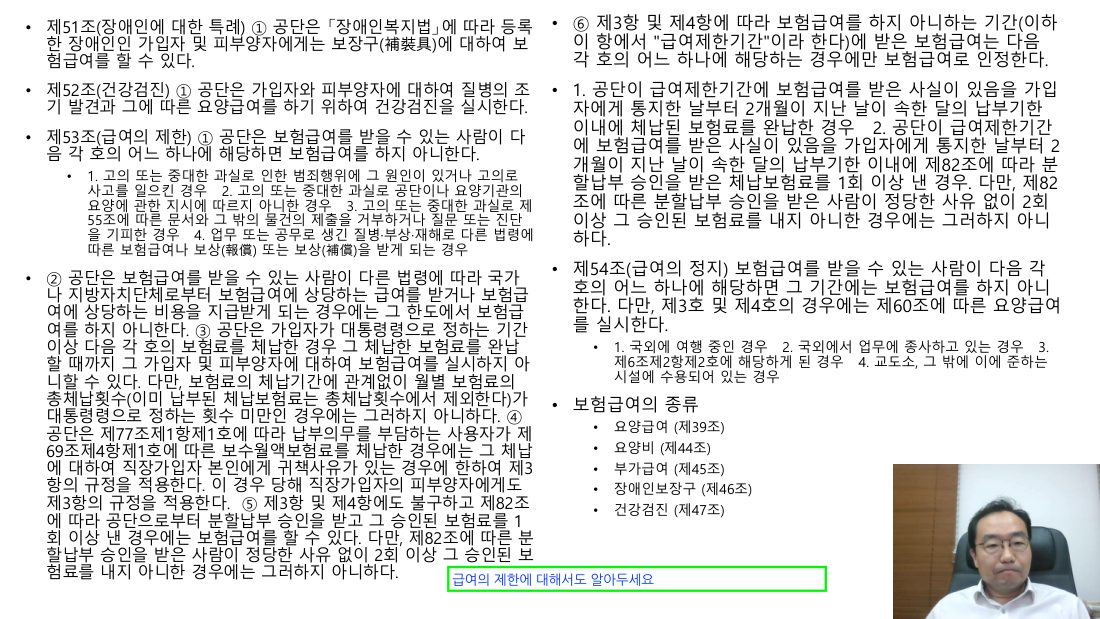 • 제51조(장애인에 대한 특례) ① 공단은 「장애인복지법」에 따라 등록
한 장애인인 가입자 및 피부양자에게는 보장구(補裝具)에 대하여 보
험급여를 할 수 있다.
• 제52조(건강검진) ① 공단은 가입자와 피부양자에 대하여 질병의 조
기 발견과 그에 따른 요양급여를 하기 위하여 건강검진을 실시한다.
• 제53조(급여의 제한) ① 공단은 보험급여를 받을 수 있는 사람이 다
음 각 호의 어느 하나에 해당하면 보험급여를 하지 아니한다.
• 1. 고의 또는 중대한 과실로 인한 범죄행위에 그 원인이 있거나 고의로
사고를 일으킨 경우 2. 고의 또는 중대한 과실로 공단이나 요양기관의
요양에 관한 지시에 따르지 아니한 경우 3. 고의 또는 중대한 과실로 제
55조에 따른 문서와 그 밖의 물건의 제출을 거부하거나 질문 또는 진단
을 기피한 경우 4. 업무 또는 공무로 생긴 질병·부상·재해로 다른 법령에
따른 보험급여나 보상(報償) 또는 보상(補償)을 받게 되는 경우
• ② 공단은 보험급여를 받을 수 있는 사람이 다른 법령에 따라 국가
나 지방자치단체로부터 보험급여에 상당하는 급여를 받거나 보험급
여에 상당하는 비용을 지급받게 되는 경우에는 그 한도에서 보험급
여를 하지 아니한다. ③ 공단은 가입자가 대통령령으로 정하는 기간
이상 다음 각 호의 보험료를 체납한 경우 그 체납한 보험료를 완납
할 때까지 그 가입자 및 피부양자에 대하여 보험급여를 실시하지 아
니할 수 있다. 다만, 보험료의 체납기간에 관계없이 월별 보험료의
총체납횟수(이미 납부된 체납보험료는 총체납횟수에서 제외한다)가
대통령령으로 정하는 횟수 미만인 경우에는 그러하지 아니하다. ④
공단은 제77조제1항제1호에 따라 납부의무를 부담하는 사용자가 제
69조제4항제1호에 따른 보수월액보험료를 체납한 경우에는 그 체납
에 대하여 직장가입자 본인에게 귀책사유가 있는 경우에 한하여 제3
항의 규정을 적용한다. 이 경우 당해 직장가입자의 피부양자에게도
제3항의 규정을 적용한다. ⑤ 제3항 및 제4항에도 불구하고 제82조
에 따라 공단으로부터 분할납부 승인을 받고 그 승인된 보험료를 1
회 이상 낸 경우에는 보험급여를 할 수 있다. 다만, 제82조에 따른 분
할납부 승인을 받은 사람이 정당한 사유 없이 2회 이상 그 승인된 보
험료를 내지 아니한 경우에는 그러하지 아니하다.
• ⑥ 제3항 및 제4항에 따라 보험급여를 하지 아니하는 기간(이하
이 항에서 "급여제한기간"이라 한다)에 받은 보험급여는 다음
각 호의 어느 하나에 해당하는 경우에만 보험급여로 인정한다.
• 1. 공단이 급여제한기간에 보험급여를 받은 사실이 있음을 가입
자에게 통지한 날부터 2개월이 지난 날이 속한 달의 납부기한
이내에 체납된 보험료를 완납한 경우 2. 공단이 급여제한기간
에 보험급여를 받은 사실이 있음을 가입자에게 통지한 날부터 2
개월이 지난 날이 속한 달의 납부기한 이내에 제82조에 따라 분
할납부 승인을 받은 체납보험료를 1회 이상 낸 경우. 다만, 제82
조에 따른 분할납부 승인을 받은 사람이 정당한 사유 없이 2회
이상 그 승인된 보험료를 내지 아니한 경우에는 그러하지 아니
하다.
• 제54조(급여의 정지) 보험급여를 받을 수 있는 사람이 다음 각
호의 어느 하나에 해당하면 그 기간에는 보험급여를 하지 아니
한다. 다만, 제3호 및 제4호의 경우에는 제60조에 따른 요양급여
를 실시한다.
• 1. 국외에 여행 중인 경우 2. 국외에서 업무에 종사하고 있는 경우 3.
제6조제2항제2호에 해당하게 된 경우 4. 교도소, 그 밖에 이에 준하는
시설에 수용되어 있는 경우
• 보험급여의 종류
• 요양급여 (제39조)
• 요양비 (제44조)
• 부가급여 (제45조)
• 장애인보장구 (제46조)
• 건강검진 (제47조)
급여의 제한에 대해서도 알아두세요